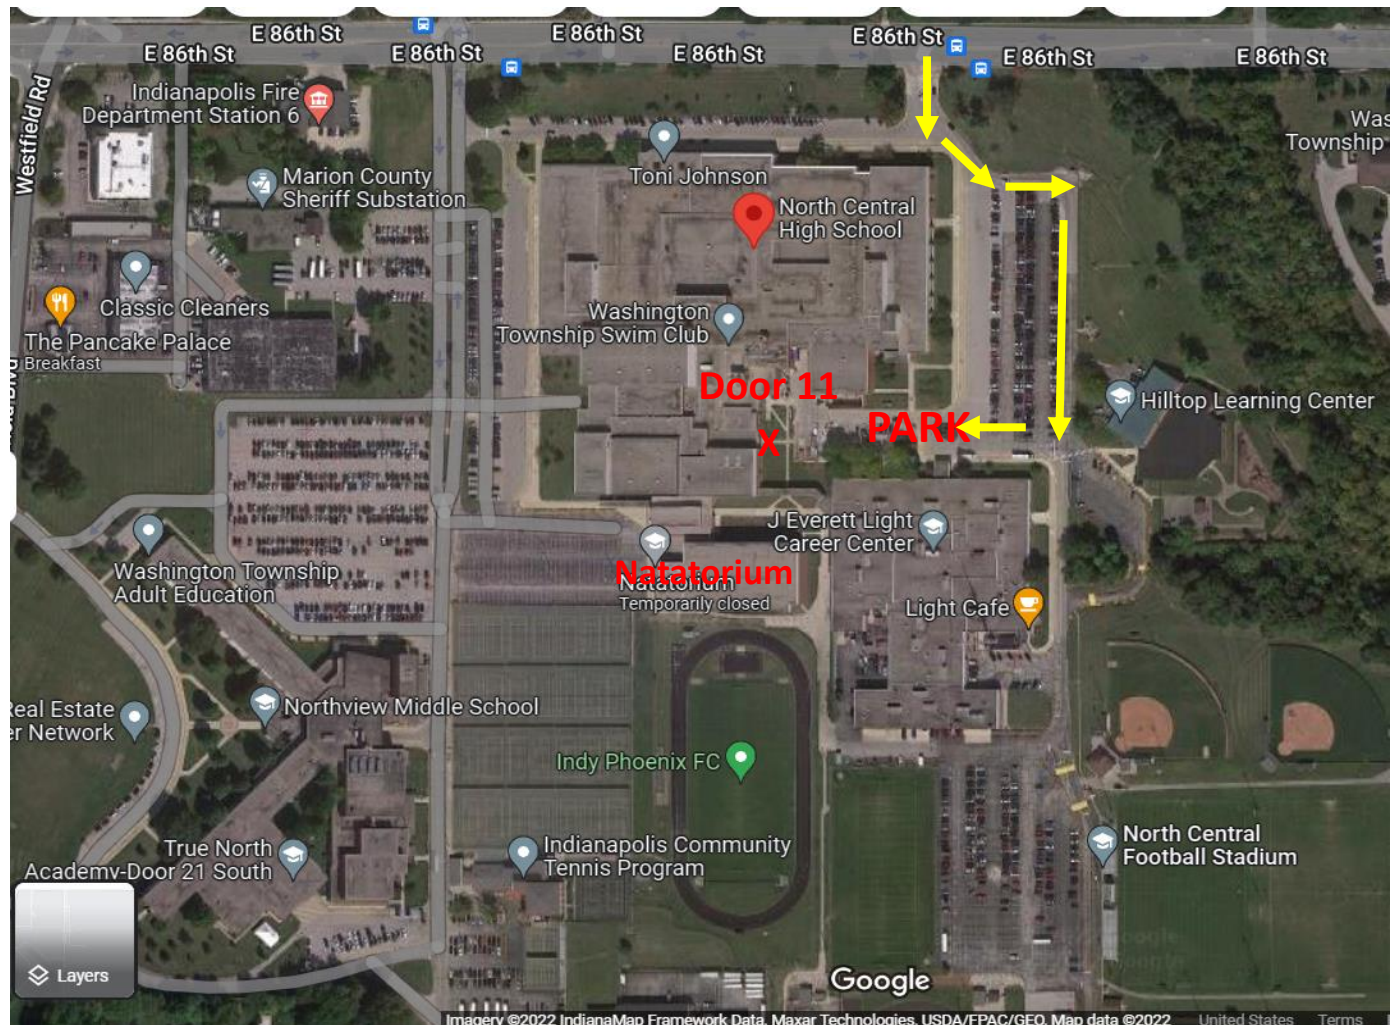 E 86th St
E 86th St
E 86th St
E 86th St
E 86th St
E 86th St
E 86th St
E 86th St
Westfield Rd
Indianapolis Fire
Department Station 6
Toni Johnson
Washington
Township
Marion County
Sheriff Substation
North Central
High School
Classic Cleaners
The Pancake Palace
Breakfast
Washington
Township Swim Club
Door 11
X
PARK
Hilltop Learning Center
J Everett Light
Career Center
Natatorium
Natatorium
Temporarily closed
Washington Township
Adult Education
Light Cafe
Real Estate
er Network
Northview Middle School
Indy Phoenix FC
True North
Academy-Door 21 South
Indianapolis Community
Tennis Program
North Central
Football Stadium
Layers
Google
Imagery ©2022 IndianaMap Framework Data, Maxar Technologies, USDA/FPAC/GEO, Map data ©2022
United States
Terms